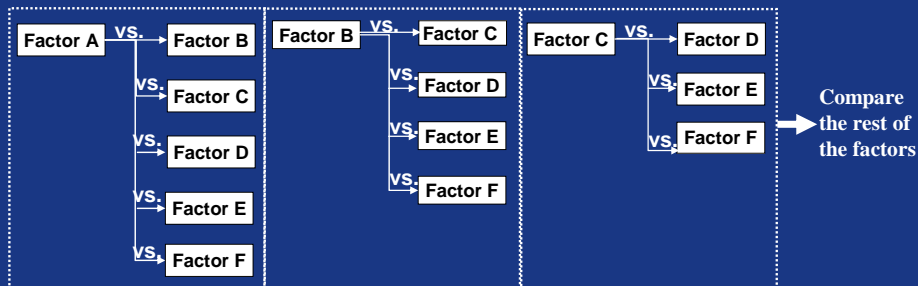 Factor A
vs.
Factor B
vs.
Factor C
vs.
Factor D
vs.
Factor E
vs.
Factor F
Factor B
vs.
Factor C
vs.
Factor D
vs.
Factor E
vs.
Factor F
Factor C
vs.
Factor D
vs.
Factor E
vs.
Factor F
Compare
the rest of
the factors